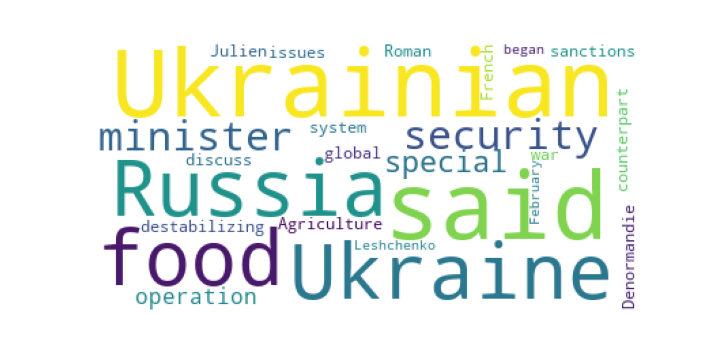 Julien issues Roman French began sanctions
Ukrainian
minister system security counterpart
discuss global special war
Russia said February
destabilizing Agriculture
food Leshchenko Ukraine Denormandie
operation